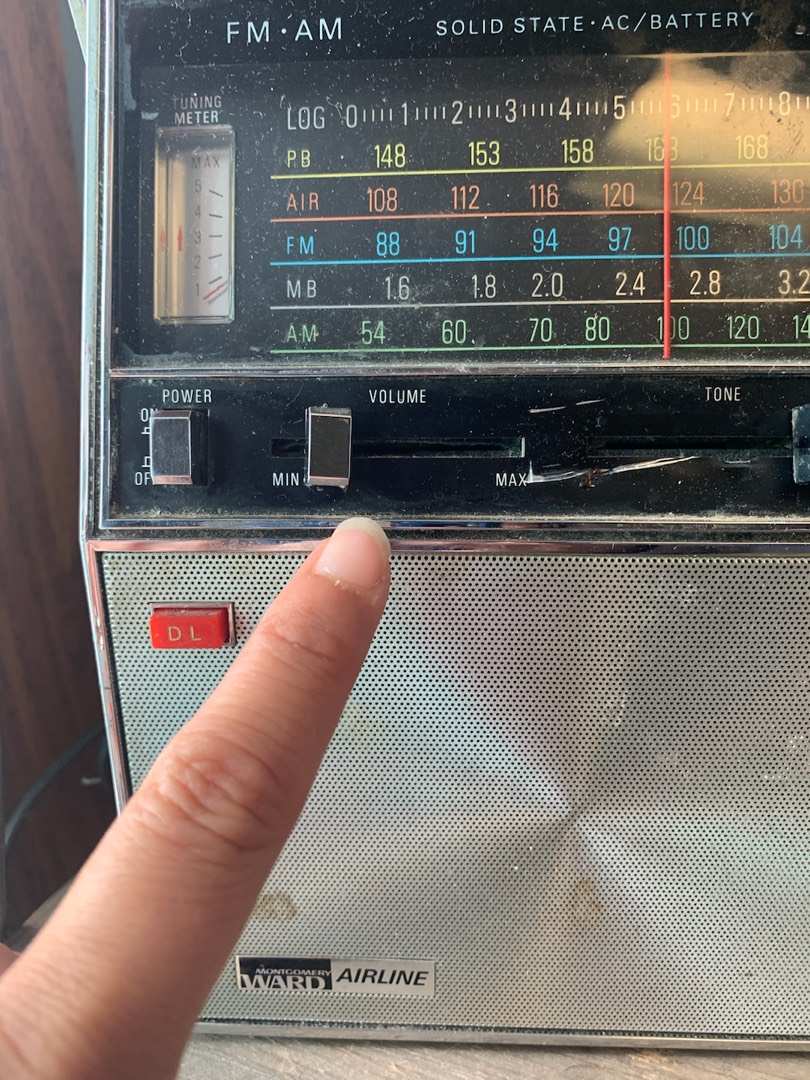 FM·AM SOLID STATE·AC/BATTERY
TUNING
METER
MAX
5
4
3
2
1
LOG 0 1 2 3 4 5 6 7 8
PB 148 153 158 163 168
AIR 108 112 116 120 124 130
FM 88 91 94 97 100 104
MB 1.6 1.8 2.0 2.4 2.8 3.2
AM 54 60 70 80 100 120
POWER VOLUME TONE
MIN MAX
DL
MONTGOMERY
WARD AIRLINE